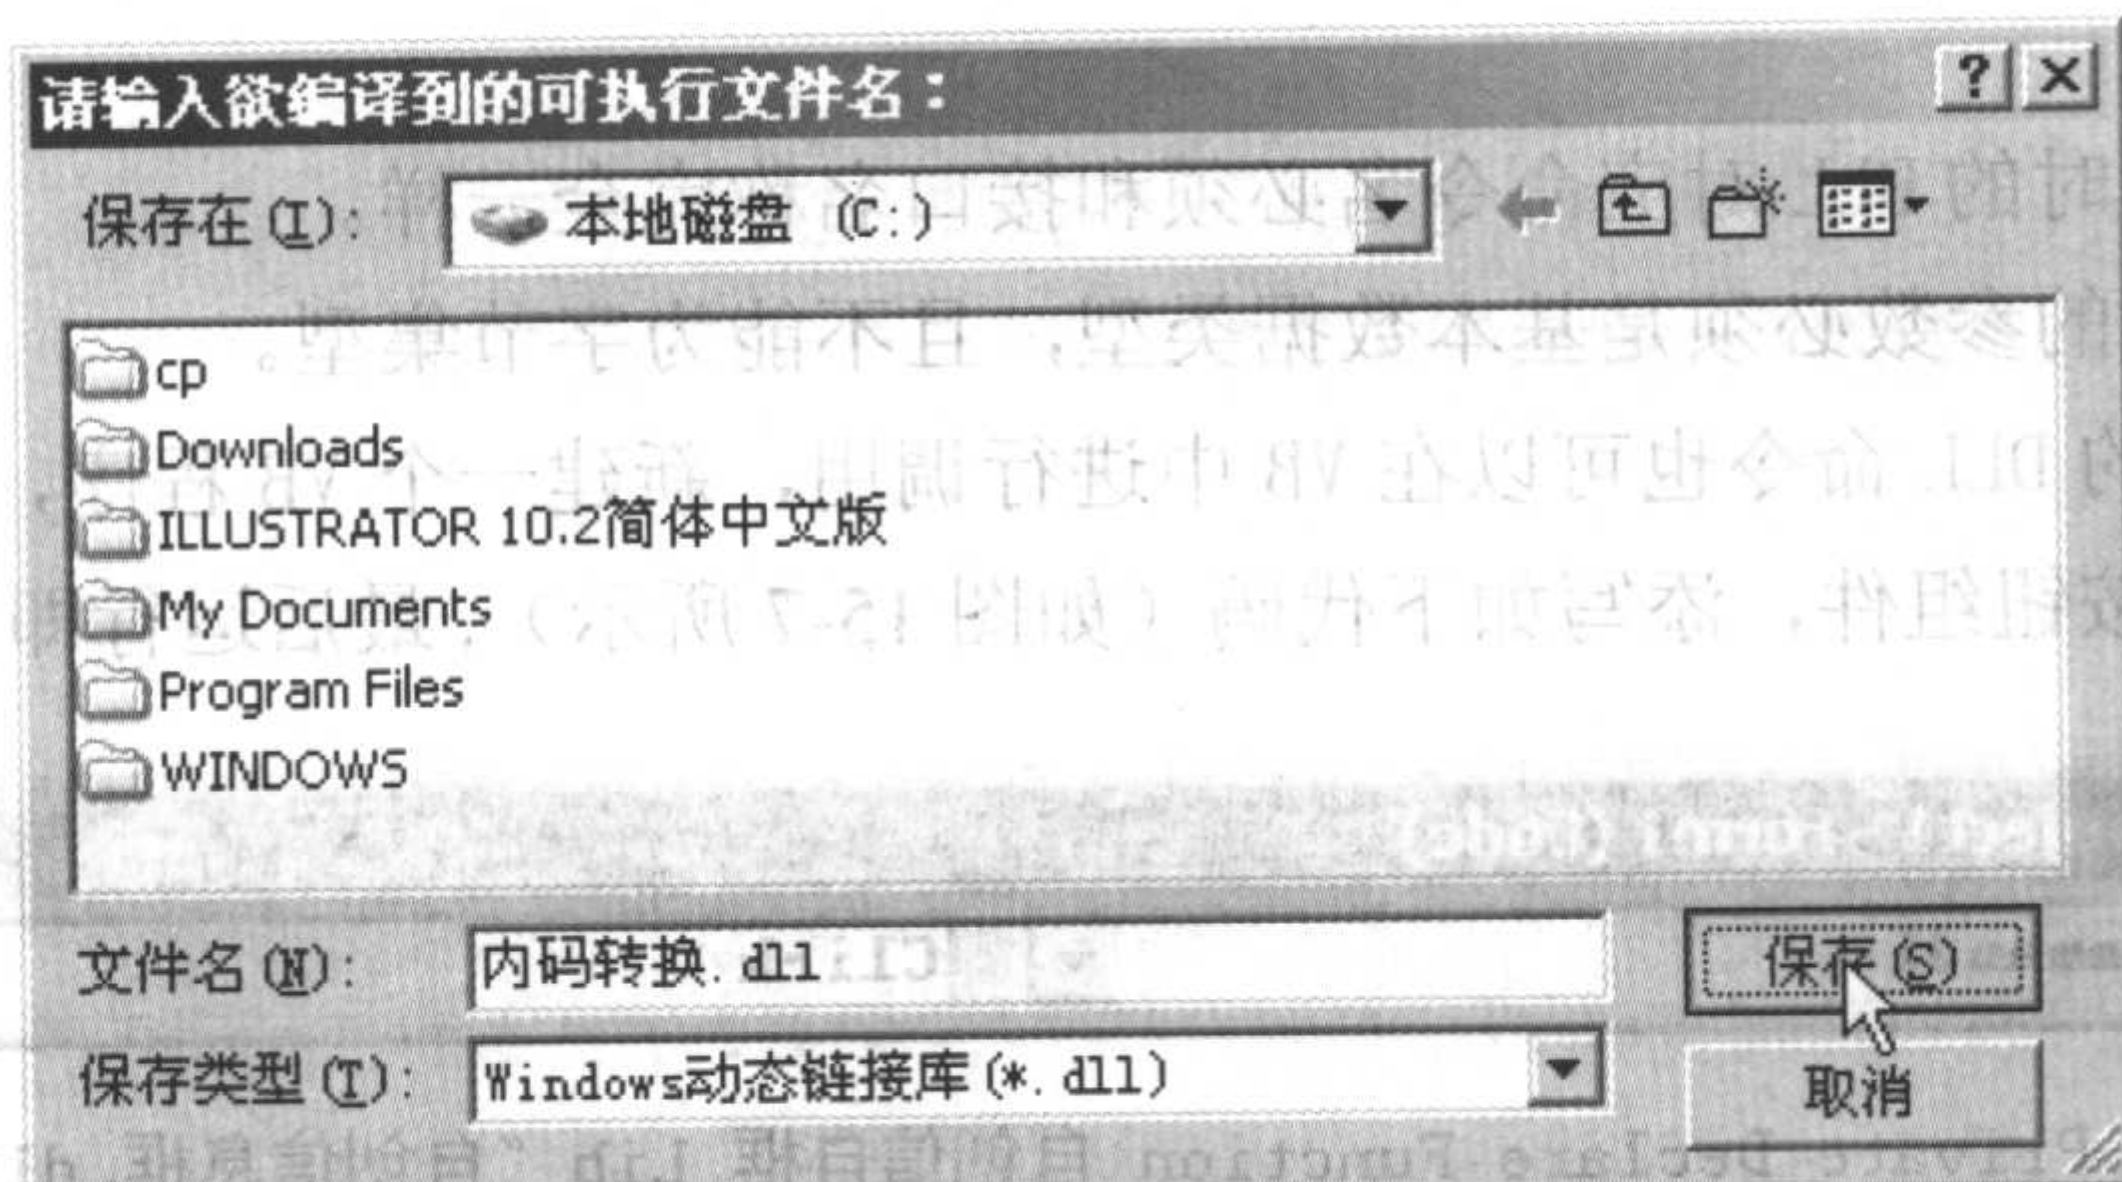 请输入欲编译到的可执行文件名：
保存在(I)： 本地磁盘 (C:)
cp
Downloads
ILLUSTRATOR 10.2简体中文版
My Documents
Program Files
WINDOWS
文件名(N)： 内码转换.dll 保存(S)
保存类型(T)： Windows动态链接库(*.dll) 取消